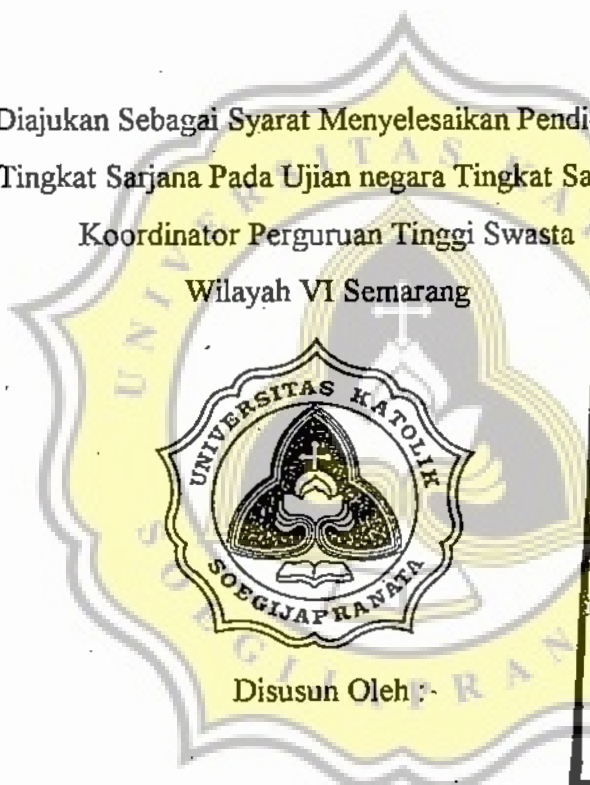 Diajukan Sebagai Syarat Menyelesaikan Pendi
Tingkat Sarjana Pada Ujian negara Tingkat Sa
Koordinator Perguruan Tinggi Swasta
Wilayah VI Semarang
UNIVERSITAS KATOLIK
SOEGIJAPRANATA
Disusun Oleh :